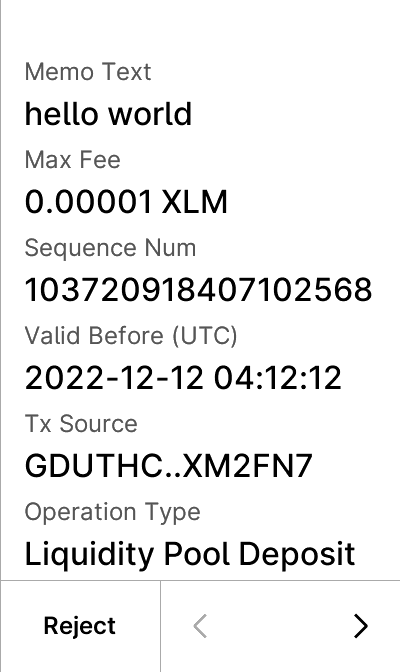 Memo Text
hello world
Max Fee
0.00001 XLM
Sequence Num
103720918407102568
Valid Before (UTC)
2022-12-12 04:12:12
Tx Source
GDUTHC..XM2FN7
Operation Type
Liquidity Pool Deposit
Reject